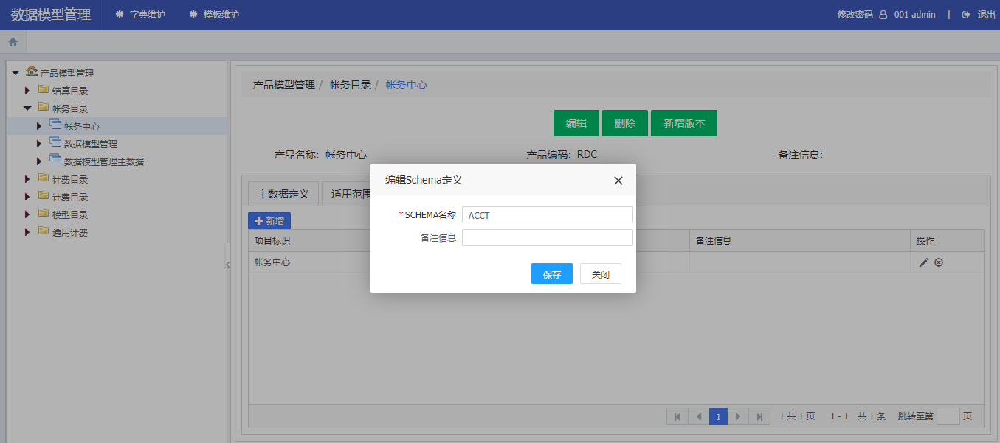 数据模型管理 字典维护 模板维护 修改密码 001 admin | 退出
产品模型管理
结算目录
帐务目录
帐务中心
数据模型管理
数据模型管理主数据
计费目录
计费目录
模型目录
通用计费
产品模型管理 / 帐务目录 / 帐务中心
编辑 删除 新增版本
产品名称: 帐务中心 产品编码: RDC 备注信息:
主数据定义 适用范围
新增
项目标识 备注信息 操作
帐务中心
编辑Schema定义
*SCHEMA名称 ACCT
备注信息
保存 关闭
1 1 共 1 页 1 - 1 共 1 条 跳转至第 页